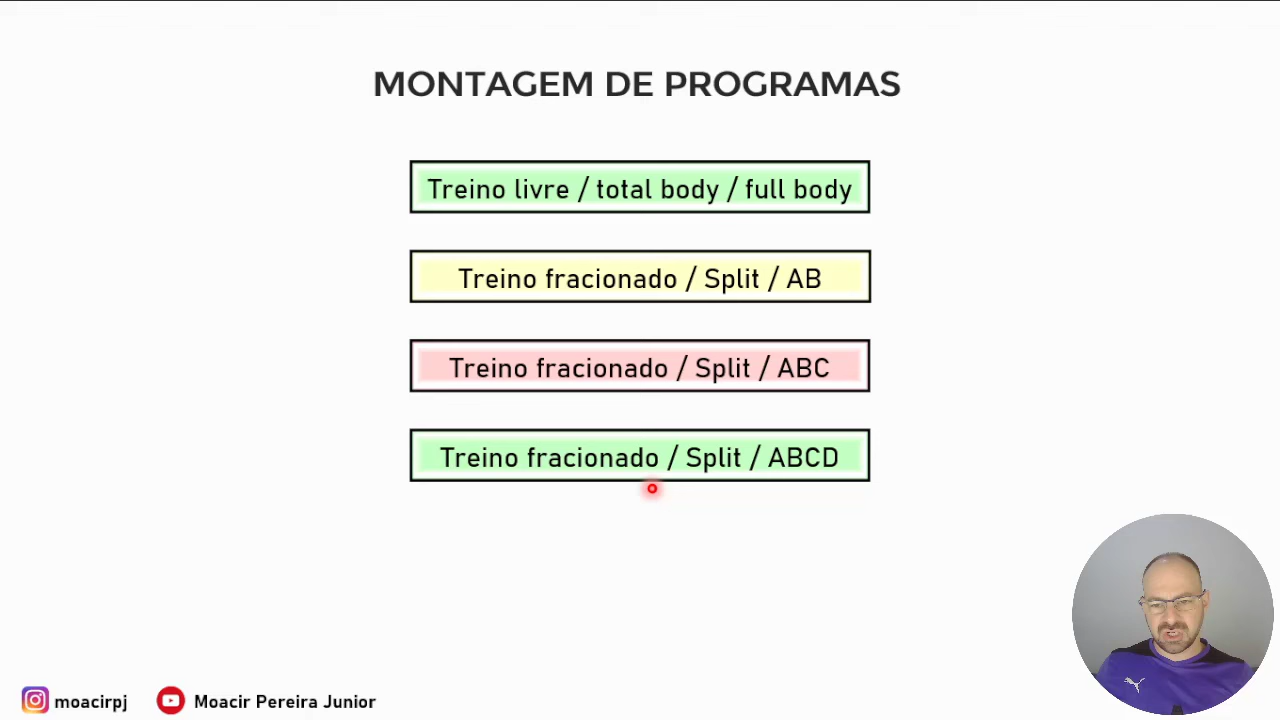 MONTAGEM DE PROGRAMAS
Treino livre / total body / full body
Treino fracionado / Split / AB
Treino fracionado / Split / ABC
Treino fracionado / Split / ABCD
moacirpj Moacir Pereira Junior